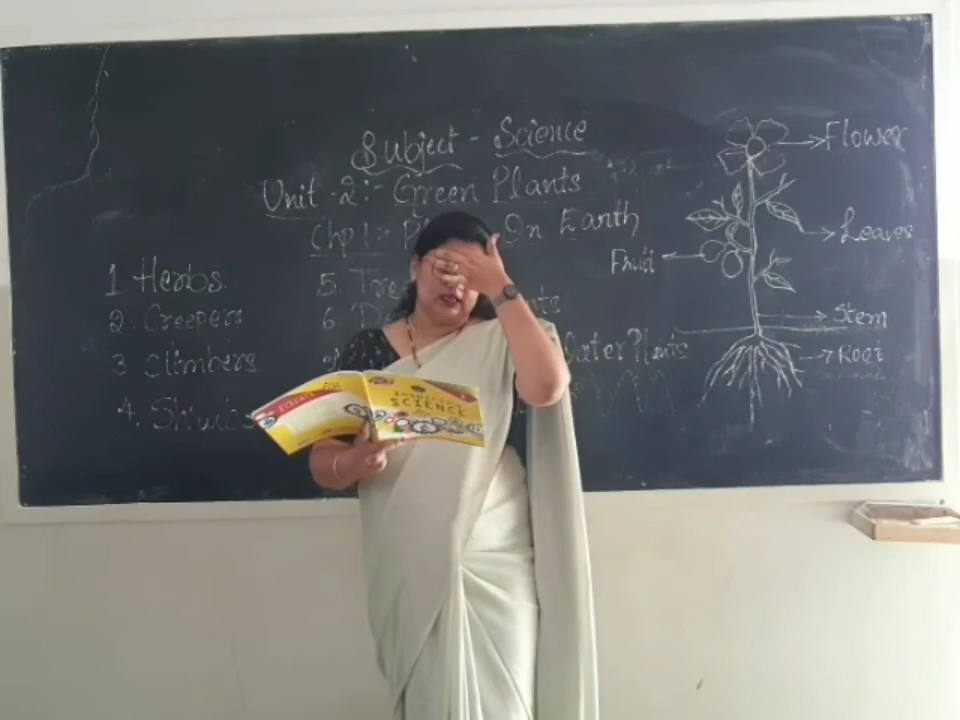 Subject - Science
Unit - 2:- Green Plants
Chp 1:- On Earth
1 Herbs
2. Creepers
3 Climbers
4. Shrubs
5.
6.
Water Plants
Flower
Leaves
Fruit
Stem
Root
SCIENCE